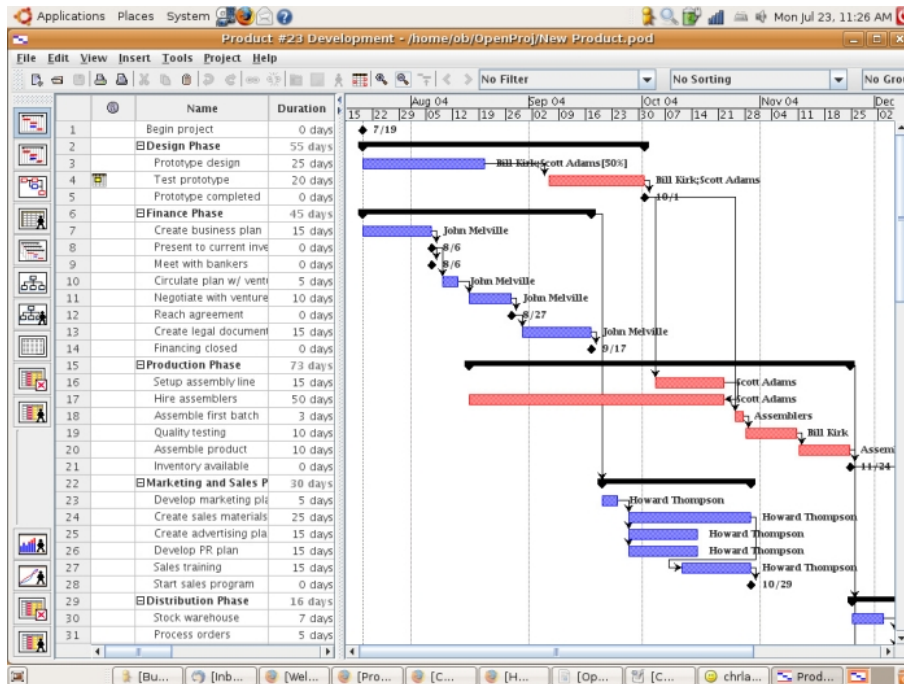 Applications Places System Mon Jul 23, 11:26 AM
Product #23 Development - /home/ob/OpenProj/New Product.pod
File Edit View Insert Tools Project Help
No Filter No Sorting No Gro
Name Duration
Aug 04 Sep 04 Oct 04 Nov 04 Dec
15 22 29 05 12 19 26 02 09 16 23 30 07 14 21 28 04 11 18 25 02
1 Begin project 0 days 7/19
2 Design Phase 55 days
3 Prototype design 25 days Bill Kirk;Scott Adams[50%]
4 Test prototype 20 days Bill Kirk;Scott Adams
5 Prototype completed 0 days 10/1
6 Finance Phase 45 days
7 Create business plan 15 days John Melville
8 Present to current inve 0 days 8/6
9 Meet with bankers 0 days 8/6
10 Circulate plan w/ ventu 5 days John Melville
11 Negotiate with venture 10 days John Melville
12 Reach agreement 0 days 8/27
13 Create legal document 15 days John Melville
14 Financing closed 0 days 9/17
15 Production Phase 73 days
16 Setup assembly line 15 days Scott Adams
17 Hire assemblers 50 days Scott Adams
18 Assemble first batch 3 days Assemblers
19 Quality testing 10 days Bill Kirk
20 Assemble product 10 days Assem
21 Inventory available 0 days 11/24
22 Marketing and Sales P 30 days
23 Develop marketing pla 5 days Howard Thompson
24 Create sales materials 25 days Howard Thompson
25 Create advertising pla 15 days Howard Thompson
26 Develop PR plan 15 days Howard Thompson
27 Sales training 15 days Howard Thompson
28 Start sales program 0 days 10/29
29 Distribution Phase 16 days
30 Stock warehouse 7 days
31 Process orders 5 days
[Bu... [Inb... [Wel... [Pro... [C... [H... [Op... [C... chrla... Prod...